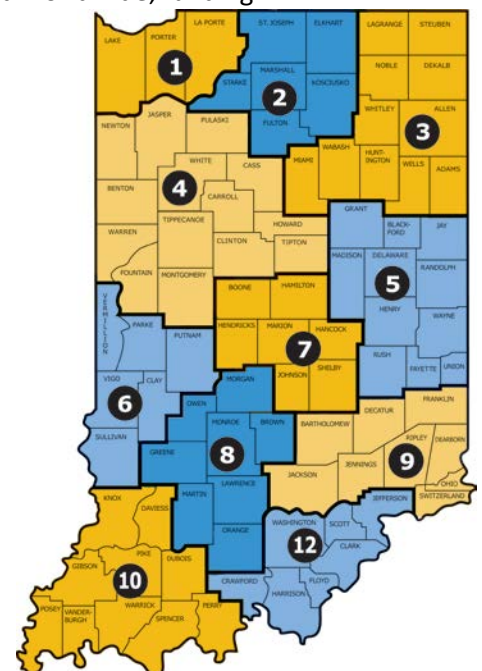 LA PORTE
LAKE
PORTER
1
ST. JOSEPH
ELKHART
STARKE
MARSHALL
2
KOSCIUSKO
FULTON
LAGRANGE
STEUBEN
NOBLE
DEKALB
WHITLEY
ALLEN
3
MIAMI
WABASH
HUNT-
INGTON
WELLS
ADAMS
NEWTON
JASPER
PULASKI
WHITE
CASS
4
BENTON
CARROLL
TIPPECANOE
HOWARD
WARREN
CLINTON
TIPTON
FOUNTAIN
MONTGOMERY
GRANT
BLACK-
FORD
JAY
MADISON
DELAWARE
5
RANDOLPH
HENRY
WAYNE
RUSH
FAYETTE
UNION
BOONE
HAMILTON
HENDRICKS
MARION
HANCOCK
7
JOHNSON
SHELBY
VERMILLION
PARKE
PUTNAM
VIGO
CLAY
6
SULLIVAN
MORGAN
OWEN
MONROE
BROWN
GREENE
8
LAWRENCE
MARTIN
ORANGE
FRANKLIN
DECATUR
BARTHOLOMEW
RIPLEY
DEARBORN
9
JENNINGS
JACKSON
OHIO
SWITZERLAND
JEFFERSON
WASHINGTON
SCOTT
12
CLARK
CRAWFORD
FLOYD
HARRISON
KNOX
DAVIESS
PIKE
DUBOIS
GIBSON
10
POSEY
VANDER-
BURGH
WARRICK
SPENCER
PERRY